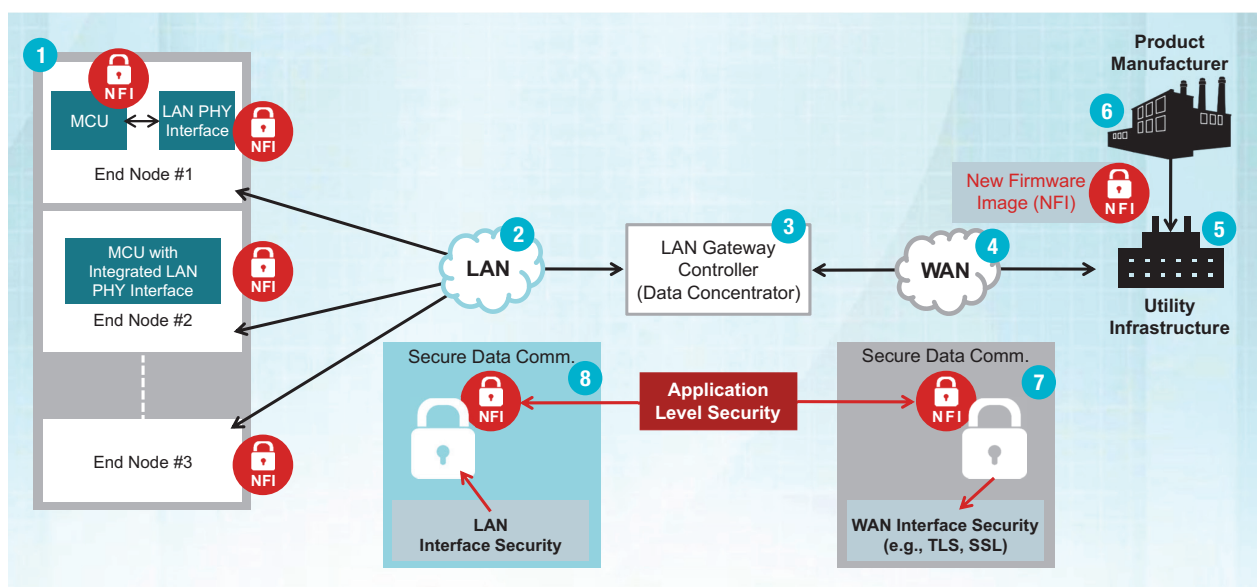 1
NFI
MCU
LAN PHY
Interface
NFI
End Node #1
MCU with
Integrated LAN
PHY Interface
NFI
End Node #2
End Node #3
NFI
2
LAN
3
LAN Gateway
Controller
(Data Concentrator)
4
WAN
Product
Manufacturer
6
New Firmware
Image (NFI)
NFI
5
Utility
Infrastructure
Secure Data Comm.
8
NFI
LAN
Interface Security
Application
Level Security
Secure Data Comm.
7
NFI
WAN Interface Security
(e.g., TLS, SSL)